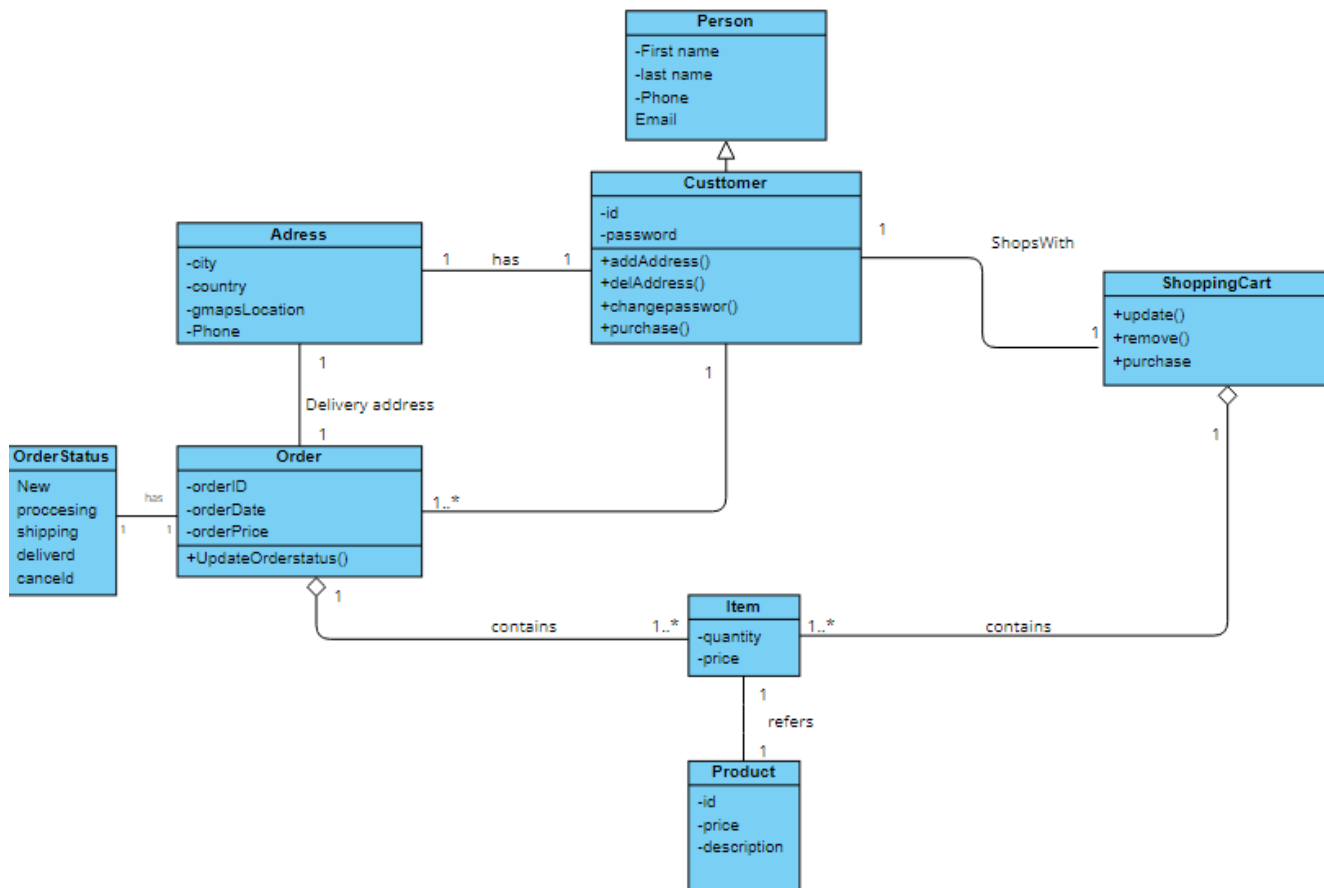 Person
-First name
-last name
-Phone
Email
Custtomer
-id
-password
+addAddress()
+delAddress()
+changepasswor()
+purchase()
Adress
-city
-country
-gmapsLocation
-Phone
1
has
1
1
ShopsWith
1
ShoppingCart
+update()
+remove()
+purchase
1
Delivery address
1
1
1..*
1
OrderStatus
New
proccesing
shipping
deliverd
canceld
has
1
1
Order
-orderID
-orderDate
-orderPrice
+UpdateOrderstatus()
1
contains
1..*
Item
-quantity
-price
1..*
contains
1
refers
1
Product
-id
-price
-description